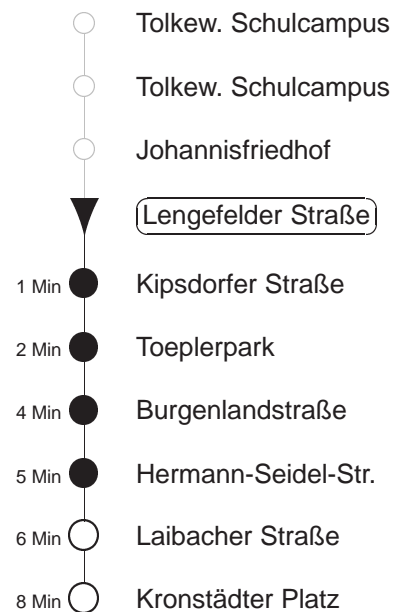 Tolkew. Schulcampus
Tolkew. Schulcampus
Johannisfriedhof
Lengefelder Straße
1 Min Kipsdorfer Straße
2 Min Toeplerpark
4 Min Burgenlandstraße
5 Min Hermann-Seidel-Str.
6 Min Laibacher Straße
8 Min Kronstädter Platz